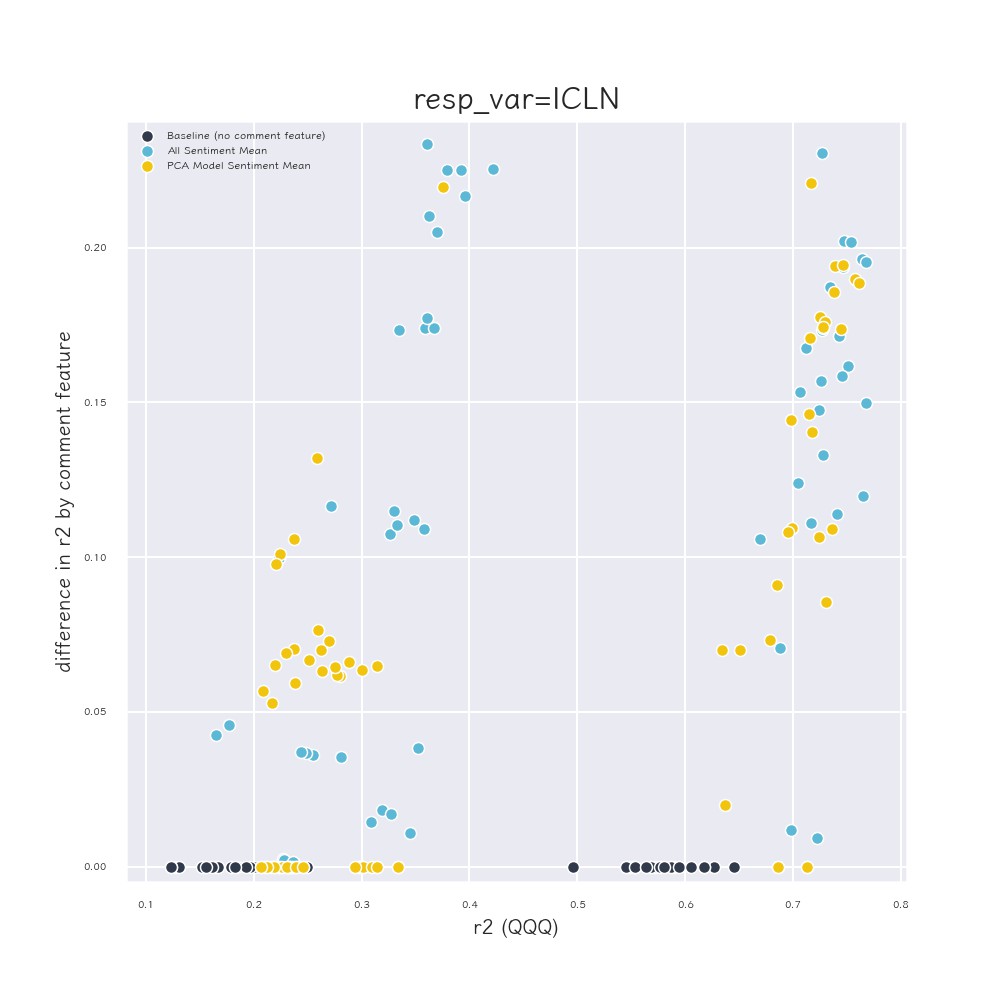 resp_var=ICLN
Baseline (no comment feature)
All Sentiment Mean
PCA Model Sentiment Mean
difference in r2 by comment feature
0.20
0.15
0.10
0.05
0.00
0.1 0.2 0.3 0.4 0.5 0.6 0.7 0.8
r2 (QQQ)